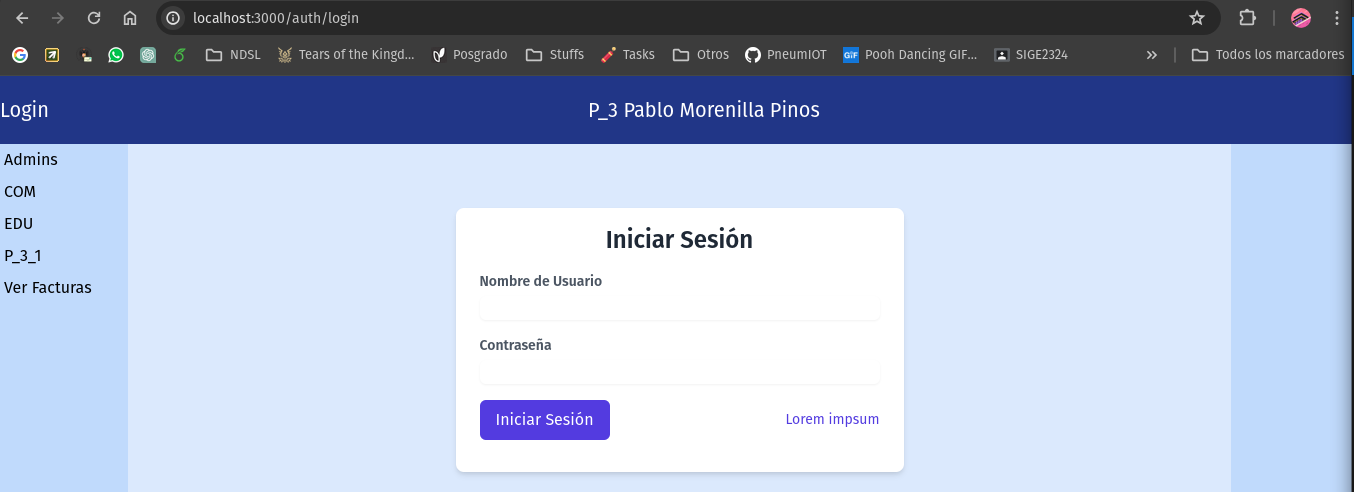 localhost:3000/auth/login
NDSL Tears of the Kingd... Posgrado Stuffs Tasks Otros PneumIOT GIF Pooh Dancing GIF... SIGE2324 » Todos los marcadores
Login P_3 Pablo Morenilla Pinos
Admins
COM
EDU
P_3_1
Ver Facturas
Iniciar Sesión
Nombre de Usuario
Contraseña
Iniciar Sesión Lorem impsum